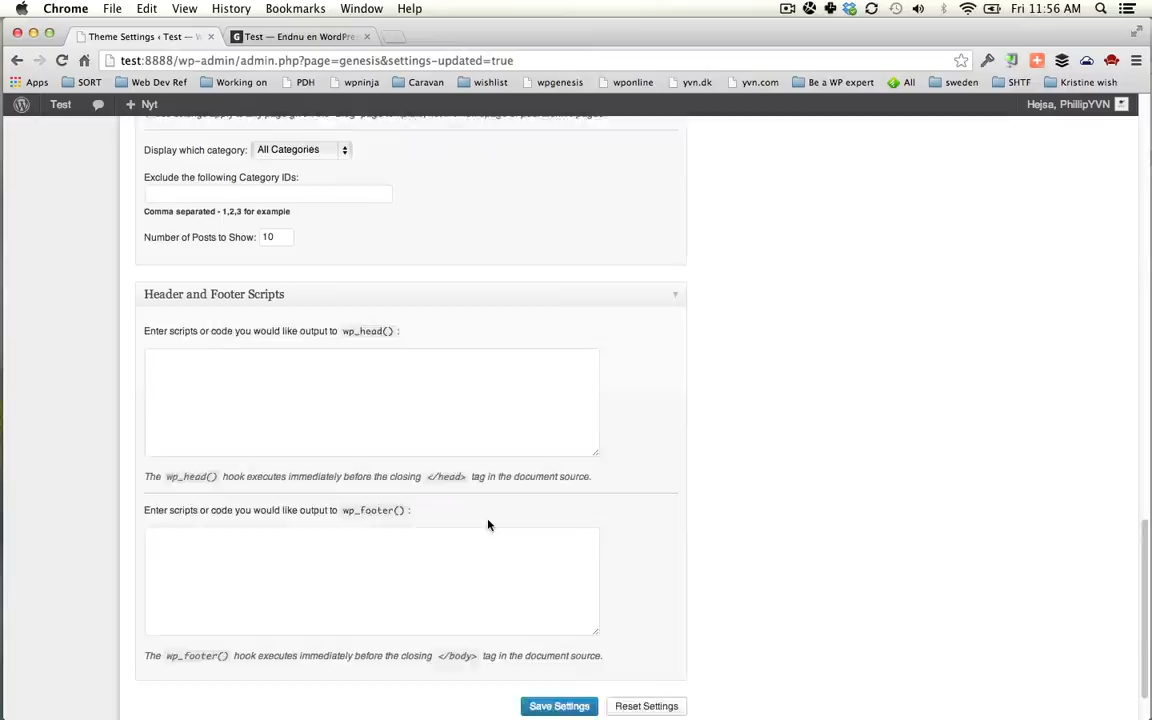 Chrome File Edit View History Bookmarks Window Help Fri 11:56 AM
Theme Settings ‹ Test — Test — Endnu en WordPre
test:8888/wp-admin/admin.php?page=genesis&settings-updated=true
Apps SORT Web Dev Ref Working on PDH wpninja Caravan wishlist wpgenesis wponline yvn.dk yvn.com Be a WP expert All sweden SHTF Kristine wish
Test Nyt Hejsa, PhillipYVN
Display which category: All Categories
Exclude the following Category IDs:
Comma separated - 1,2,3 for example
Number of Posts to Show: 10
Header and Footer Scripts
Enter scripts or code you would like output to wp_head() :
The wp_head() hook executes immediately before the closing </head> tag in the document source.
Enter scripts or code you would like output to wp_footer() :
The wp_footer() hook executes immediately before the closing </body> tag in the document source.
Save Settings Reset Settings